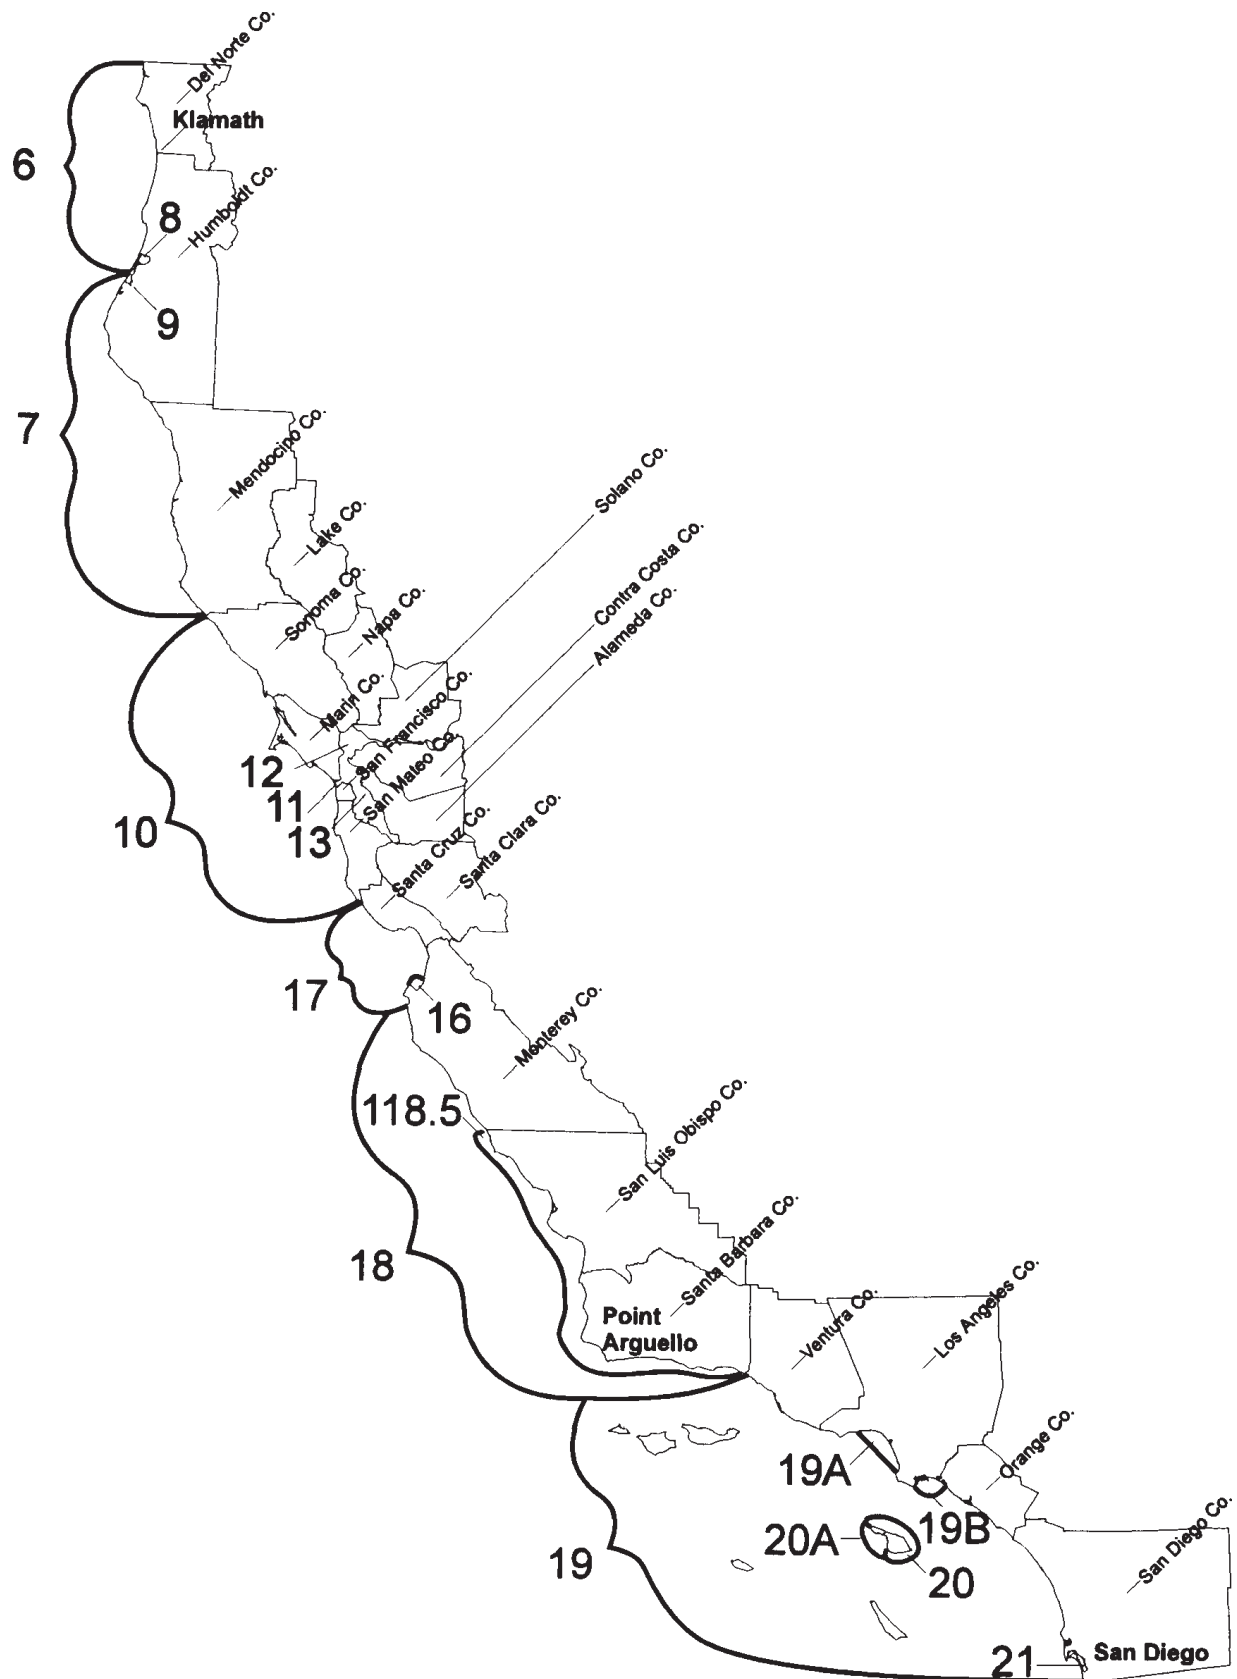 Del Norte Co.
Klamath
6
8
Humboldt Co.
9
7
Mendocino Co.
Solano Co.
Lake Co.
Contra Costa Co.
Sonoma Co.
Napa Co.
Alameda Co.
Marin Co.
San Francisco Co.
12
San Mateo Co.
11
10
13
Santa Cruz Co.
Santa Clara Co.
17
16
Monterey Co.
118.5
San Luis Obispo Co.
18
Santa Barbara Co.
Point
Arguello
Ventura Co.
Los Angeles Co.
19A
Orange Co.
19B
20A
19
20
San Diego Co.
21
San Diego